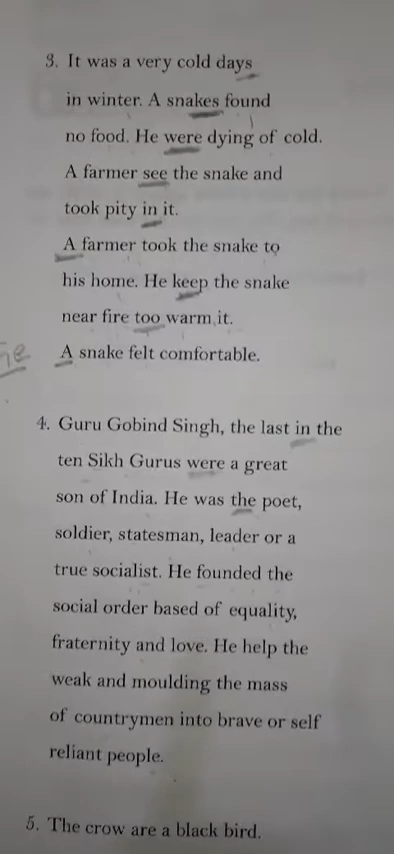 3. It was a very cold days
in winter. A snakes found
no food. He were dying of cold.
A farmer see the snake and
took pity in it.
A farmer took the snake to
his home. He keep the snake
near fire too warm it.
A snake felt comfortable.
4. Guru Gobind Singh, the last in the
ten Sikh Gurus were a great
son of India. He was the poet,
soldier, statesman, leader or a
true socialist. He founded the
social order based of equality,
fraternity and love. He help the
weak and moulding the mass
of countrymen into brave or self
reliant people.
5. The crow are a black bird.